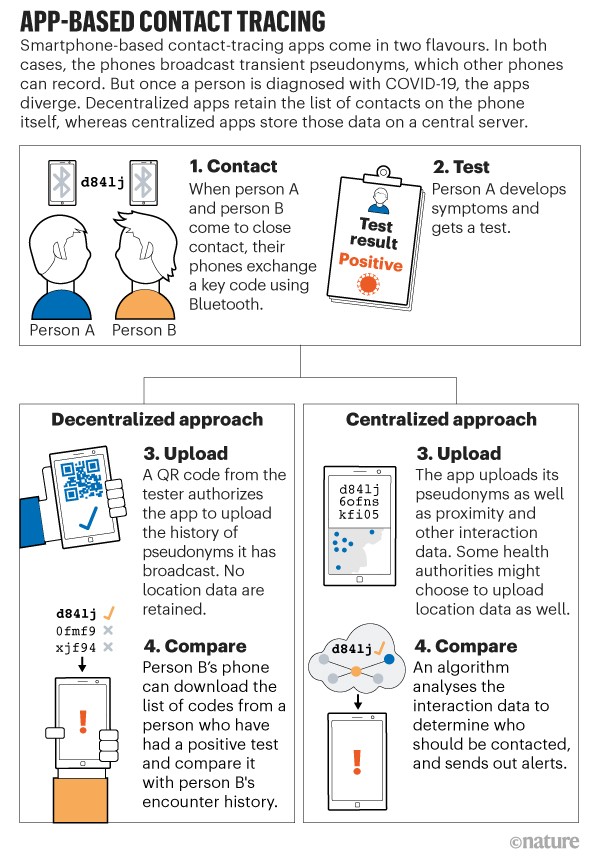 APP-BASED CONTACT TRACING
Smartphone-based contact-tracing apps come in two flavours. In both
cases, the phones broadcast transient pseudonyms, which other phones
can record. But once a person is diagnosed with COVID-19, the apps
diverge. Decentralized apps retain the list of contacts on the phone
itself, whereas centralized apps store those data on a central server.
d841j
Person A
Person B
1. Contact
When person A
and person B
come to close
contact, their
phones exchange
a key code using
Bluetooth.
Test
result
Positive
2. Test
Person A develops
symptoms and
gets a test.
Decentralized approach
3. Upload
A QR code from the
tester authorizes
the app to upload
the history of
pseudonyms it has
broadcast. No
location data are
retained.
d841j
0fmf9
xjf94
4. Compare
Person B's phone
can download the
list of codes from a
person who have
had a positive test
and compare it
with person B's
encounter history.
Centralized approach
d841j
6ofns
kfi05
3. Upload
The app uploads its
pseudonyms as well
as proximity and
other interaction
data. Some health
authorities might
choose to upload
location data as well.
d841j
4. Compare
An algorithm
analyses the
interaction data to
determine who
should be contacted,
and sends out alerts.
©nature